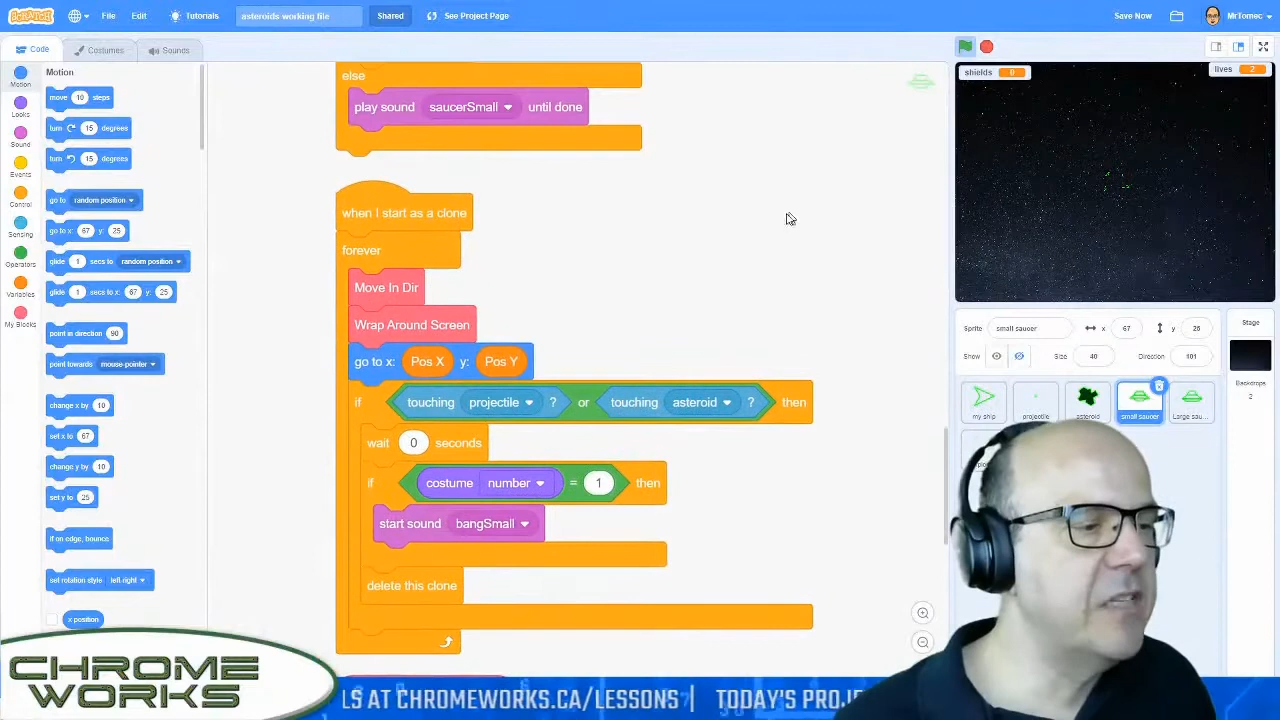 SCRATCH File Edit Tutorials asteroids working file Shared See Project Page Save Now MrTomec
Code Costumes Sounds
Motion
Looks
Sound
Events
Control
Sensing
Operators
Variables
My Blocks
Motion
move 10 steps
turn 15 degrees
turn 15 degrees
go to random position
go to x: 67 y: 25
glide 1 secs to random position
glide 1 secs to x: 67 y: 25
point in direction 90
point towards mouse-pointer
change x by 10
set x to 67
change y by 10
set y to 25
if on edge, bounce
set rotation style left-right
x position
else
play sound saucerSmall until done
when I start as a clone
forever
Move In Dir
Wrap Around Screen
go to x: Pos X y: Pos Y
if touching projectile ? or touching asteroid ? then
wait 0 seconds
if costume number = 1 then
start sound bangSmall
delete this clone
shields 0 lives 2
Sprite small saucer x 67 y 26
Show Size 40 Direction 101
my ship projectile asteroid small saucer Large sau...
Stage
Backdrops
2
CHROME
WORKS
LS AT CHROMEWORKS.CA/LESSONS | TODAY'S PROJE